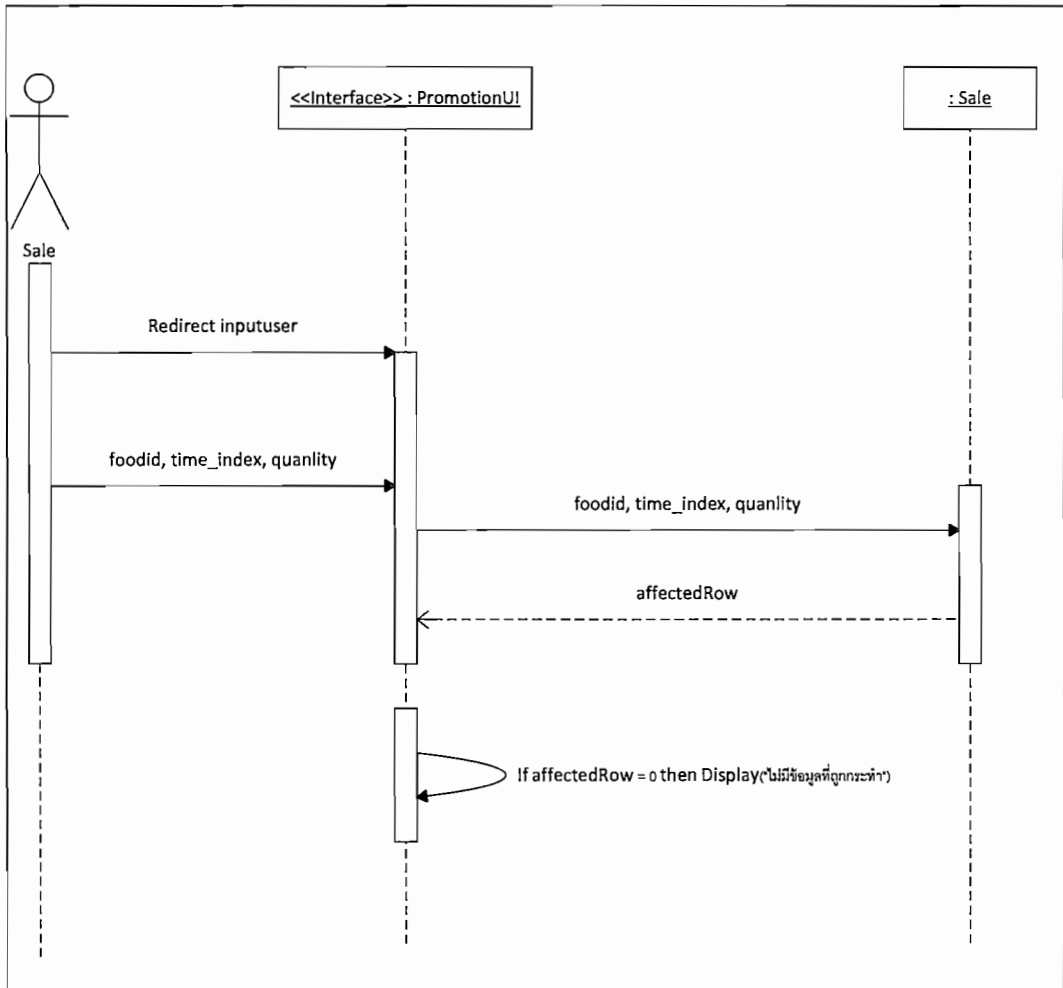 <<Interface>> : PromotionUI
: Sale
Sale
Redirect inputuser
foodid, time_index, quanlity
foodid, time_index, quanlity
affectedRow
If affectedRow = 0 then Display("ไม่มีข้อมูลที่ถูกกระทำ")